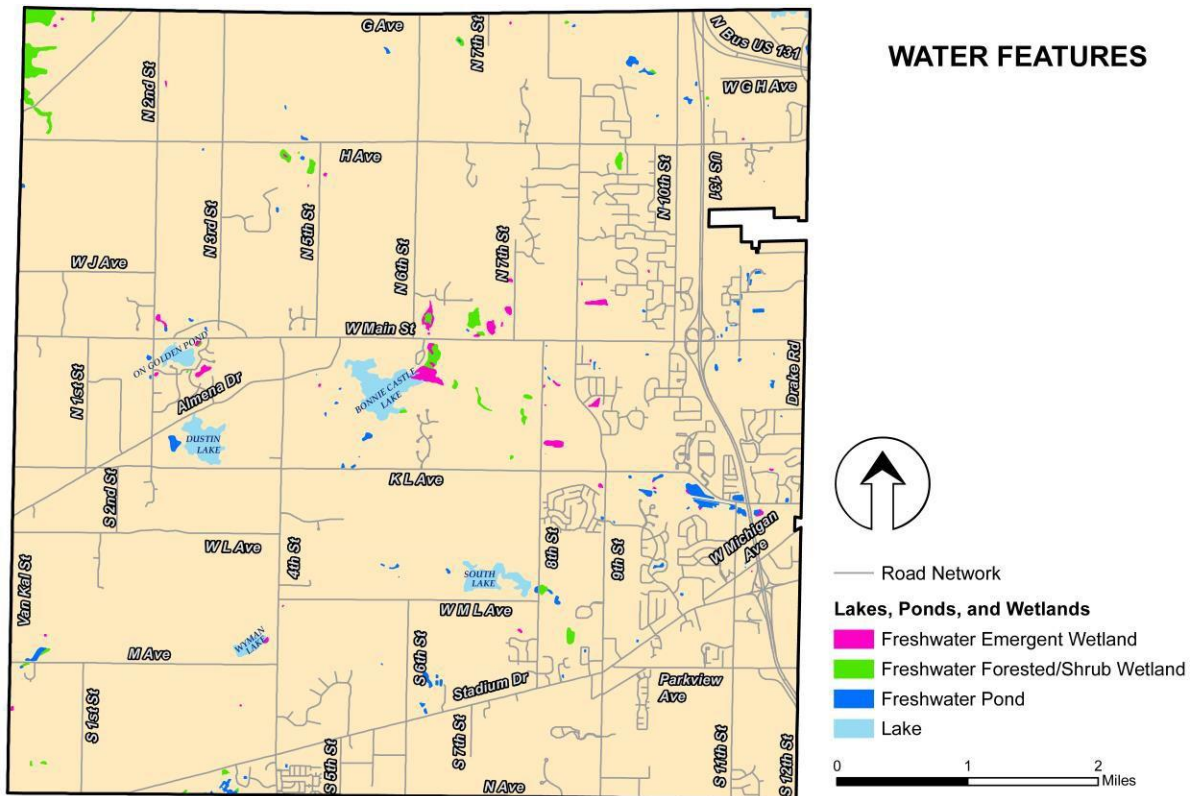 WATER FEATURES
G Ave
N 7th St
N Bus US 131
W G H Ave
N 2nd St
H Ave
N 10th St
US 131
N 3rd St
N 5th St
N 6th St
N 7th St
W J Ave
W Main St
ON GOLDEN POND
Almena Dr
BONNIE CASTLE
LAKE
N 1st St
Drake Rd
DUSTIN
LAKE
K L Ave
S 2nd St
W L Ave
4th St
8th St
9th St
W Michigan
Ave
SOUTH
LAKE
W M L Ave
Van Kal St
WYMAN
LAKE
M Ave
S 6th St
Stadium Dr
Parkview
Ave
S 1st St
S 5th St
S 7th St
N Ave
S 11th St
S 12th St
Road Network
Lakes, Ponds, and Wetlands
Freshwater Emergent Wetland
Freshwater Forested/Shrub Wetland
Freshwater Pond
Lake
0 1 2
Miles